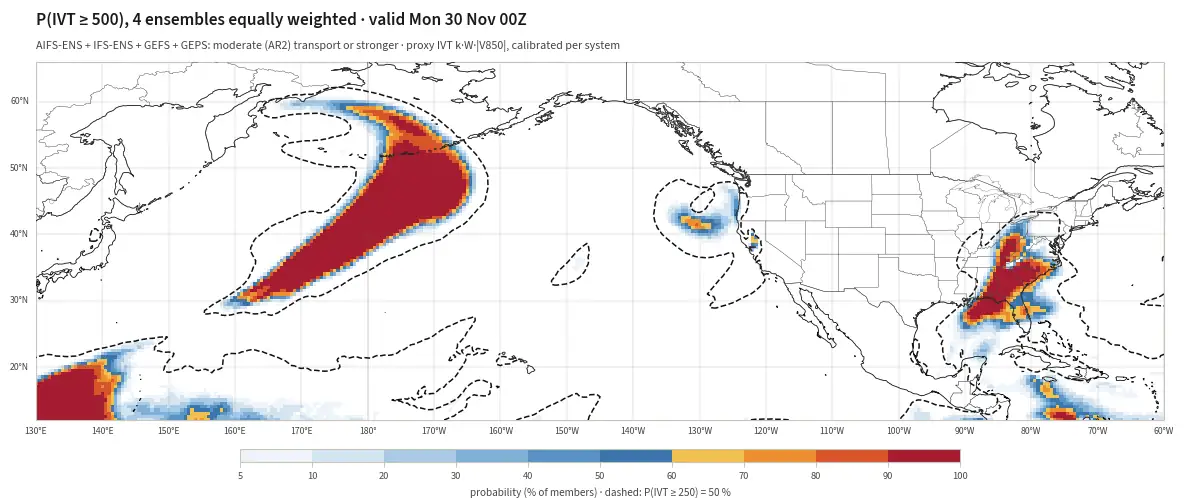 P(IVT ≥ 500), 4 ensembles equally weighted · valid Mon 30 Nov 00Z
AIFS-ENS + IFS-ENS + GEFS + GEPS: moderate (AR2) transport or stronger · proxy IVT k·W·|V850|, calibrated per system
60°N
50°N
40°N
30°N
20°N
130°E 140°E 150°E 160°E 170°E 180° 170°W 160°W 150°W 140°W 130°W 120°W 110°W 100°W 90°W 80°W 70°W 60°W
5 10 20 30 40 50 60 70 80 90 100
probability (% of members) · dashed: P(IVT ≥ 250) = 50 %